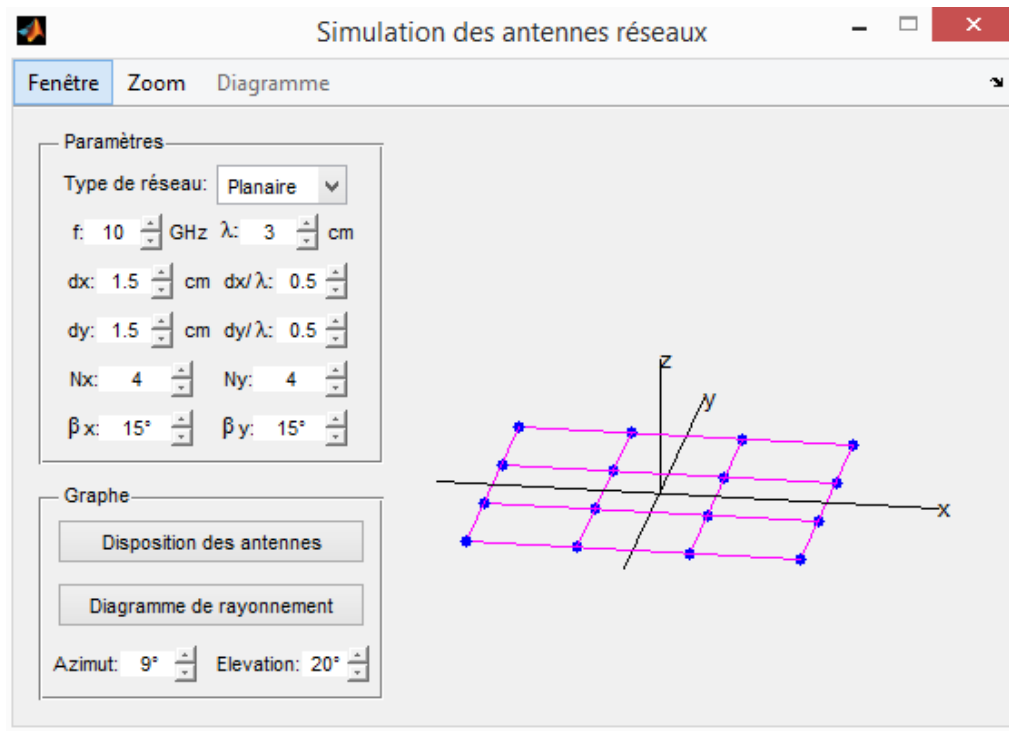 Simulation des antennes réseaux
Fenêtre Zoom Diagramme
Paramètres
Type de réseau: Planaire
f: 10 GHz λ: 3 cm
dx: 1.5 cm dx/λ: 0.5
dy: 1.5 cm dy/λ: 0.5
Nx: 4 Ny: 4
βx: 15° βy: 15°
Graphe
Disposition des antennes
Diagramme de rayonnement
Azimut: 9° Elevation: 20°
z
y
x